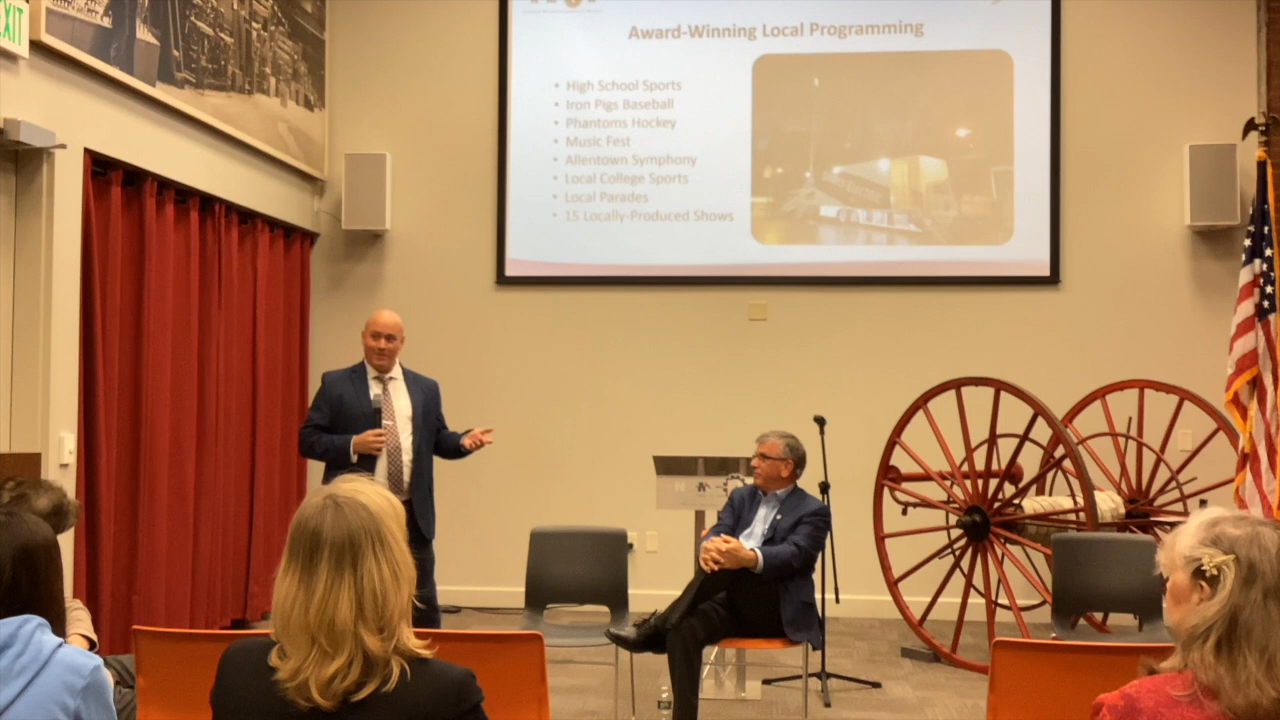 EXIT
Award-Winning Local Programming
• High School Sports
• Iron Pigs Baseball
• Phantoms Hockey
• Music Fest
• Allentown Symphony
• Local College Sports
• Local Parades
• 15 Locally-Produced Shows